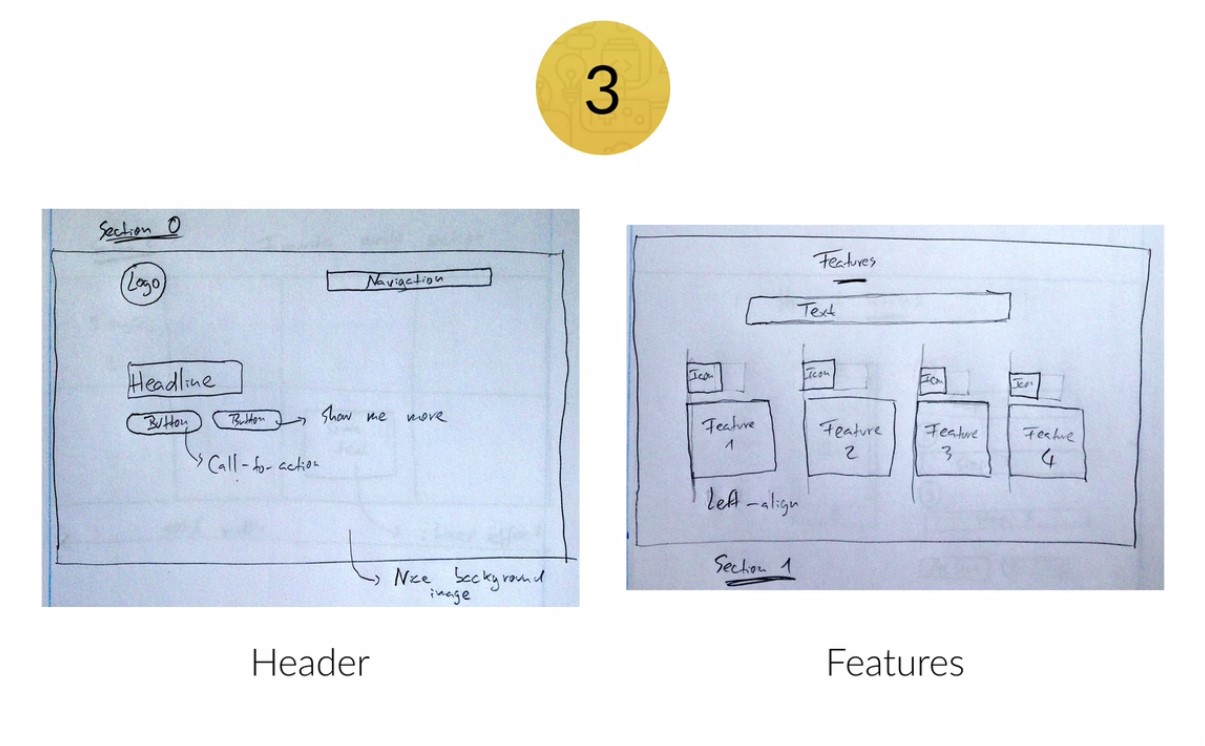 3
Section 0
Logo
Navigation
Headline
Button
Button
Show me more
Call-to-action
Nice background
image
Header
Features
Text
Icon
Icon
Icon
Icon
Feature
1
Feature
2
Feature
3
Feature
4
Left-align
Section 1
Features